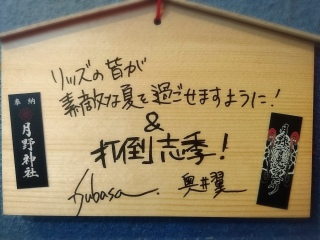 リッズの皆が
素敵な夏を過ごせますように!
&
打倒志季!
Tsubasa. 奥井翼
奉納
月野神社